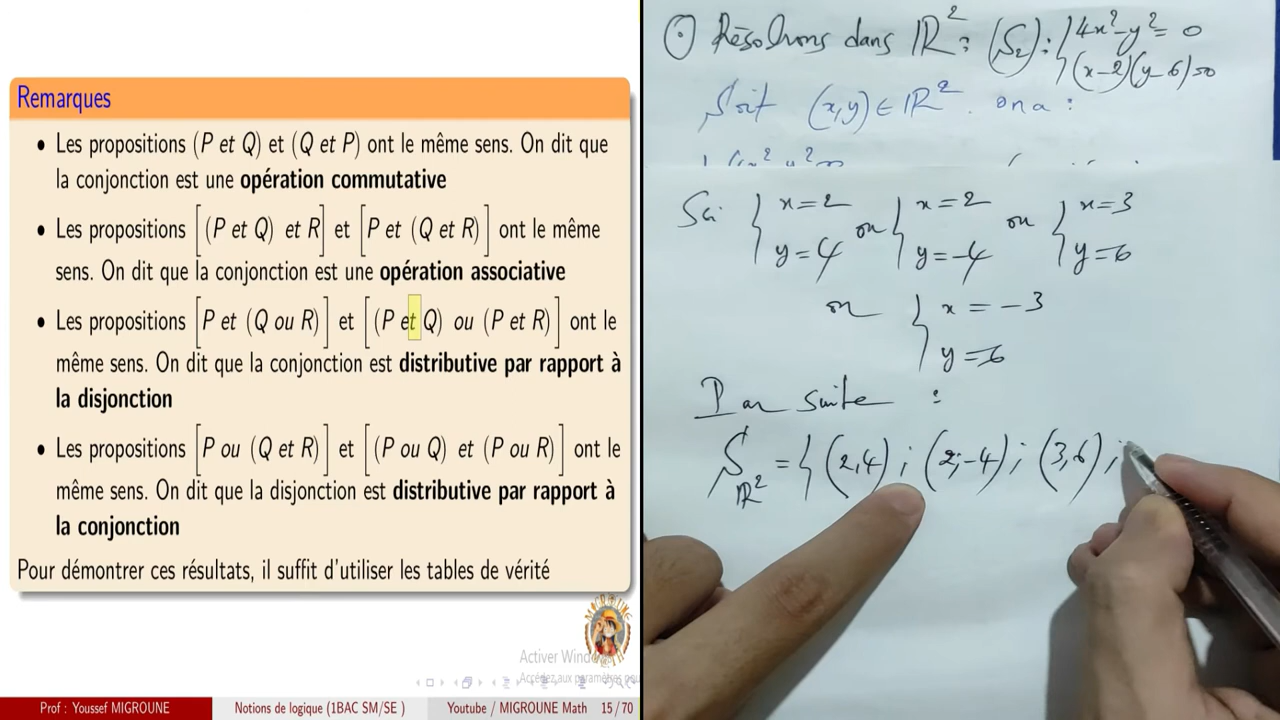 Remarques
• Les propositions (P et Q) et (Q et P) ont le même sens. On dit que
la conjonction est une opération commutative
• Les propositions [(P et Q) et R] et [P et (Q et R)] ont le même
sens. On dit que la conjonction est une opération associative
• Les propositions [P et (Q ou R)] et [(P et Q) ou (P et R)] ont le
même sens. On dit que la conjonction est distributive par rapport à
la disjonction
• Les propositions [P ou (Q et R)] et [(P ou Q) et (P ou R)] ont le
même sens. On dit que la disjonction est distributive par rapport à
la conjonction
Pour démontrer ces résultats, il suffit d'utiliser les tables de vérité
Activer Windo
Accédez aux paramètres pou
Prof : Youssef MIGROUNE
Notions de logique (1BAC SM/SE )
Youtube / MIGROUNE Math
15 / 70
Résolvons dans ℝ² : (S₂) : { 4x² - y² = 0
(x-2)(y-6)=0
Soit (x,y) ∈ ℝ². on a :
{ x = 2 ou { x = 2 ou { x = 3
y = 4 y = -4 y = 6
ou { x = -3
y = 6
Par suite :
S ℝ² = { (2,4) ; (2,-4) ; (3,6) ;